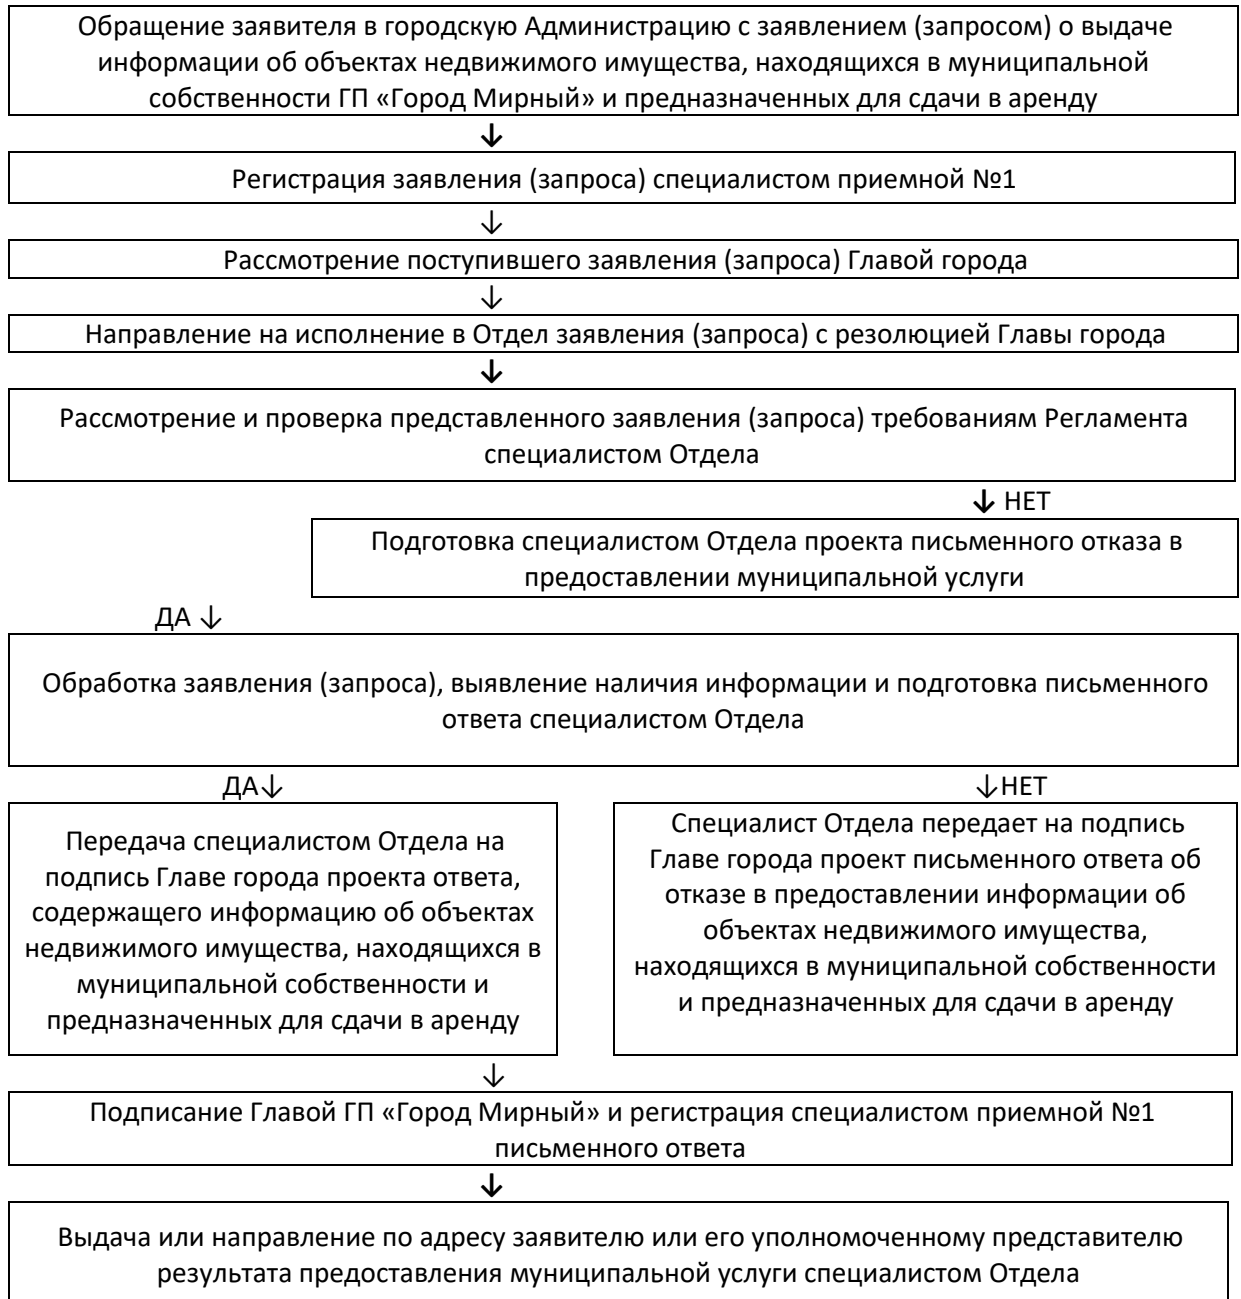 Обращение заявителя в городскую Администрацию с заявлением (запросом) о выдаче
информации об объектах недвижимого имущества, находящихся в муниципальной
собственности ГП «Город Мирный» и предназначенных для сдачи в аренду
↓
Регистрация заявления (запроса) специалистом приемной №1
↓
Рассмотрение поступившего заявления (запроса) Главой города
↓
Направление на исполнение в Отдел заявления (запроса) с резолюцией Главы города
↓
Рассмотрение и проверка представленного заявления (запроса) требованиям Регламента
специалистом Отдела
↓ НЕТ
Подготовка специалистом Отдела проекта письменного отказа в
предоставлении муниципальной услуги
ДА ↓
Обработка заявления (запроса), выявление наличия информации и подготовка письменного
ответа специалистом Отдела
ДА↓
↓НЕТ
Передача специалистом Отдела на
подпись Главе города проекта ответа,
содержащего информацию об объектах
недвижимого имущества, находящихся в
муниципальной собственности и
предназначенных для сдачи в аренду
Специалист Отдела передает на подпись
Главе города проект письменного ответа об
отказе в предоставлении информации об
объектах недвижимого имущества,
находящихся в муниципальной собственности
и предназначенных для сдачи в аренду
↓
Подписание Главой ГП «Город Мирный» и регистрация специалистом приемной №1
письменного ответа
↓
Выдача или направление по адресу заявителю или его уполномоченному представителю
результата предоставления муниципальной услуги специалистом Отдела